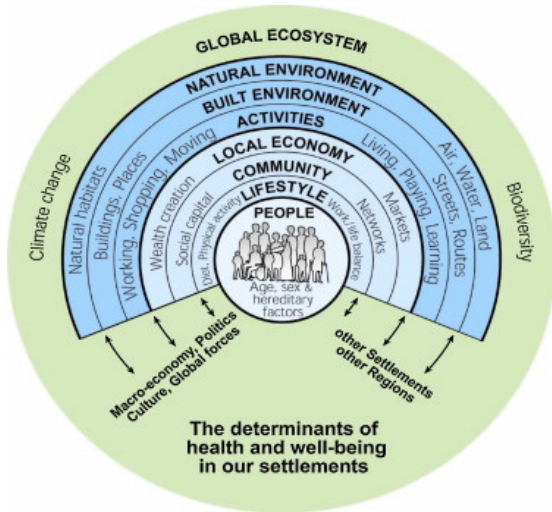 GLOBAL ECOSYSTEM
NATURAL ENVIRONMENT
BUILT ENVIRONMENT
ACTIVITIES
LOCAL ECONOMY
COMMUNITY
LIFESTYLE
PEOPLE
Age, sex &
hereditary
factors
Climate change
Natural habitats
Buildings, Places
Working, Shopping, Moving
Wealth creation
Social capital
Diet, Physical activity
Work/life balance
Networks
Markets
Living, Playing, Learning
Streets, Routes
Air, Water, Land
Biodiversity
Macro-economy, Politics
Culture, Global forces
other Settlements
other Regions
The determinants of
health and well-being
in our settlements